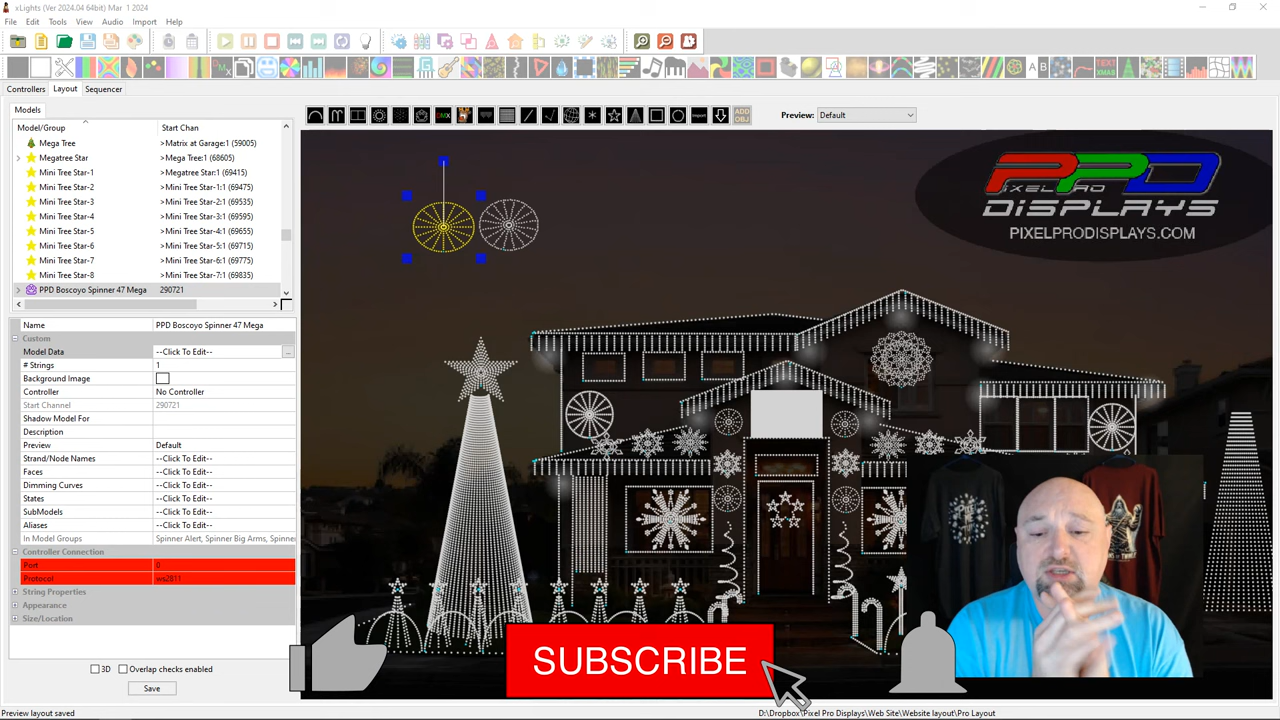 xLights (Ver 2024.04 64bit) Mar 1 2024
File Edit Tools View Audio Import Help
Controllers Layout Sequencer
Models
Preview: Default
Model/Group Start Chan
Mega Tree >Matrix at Garage:1 (59005)
Megatree Star >Mega Tree:1 (68605)
Mini Tree Star-1 >Megatree Star:1 (69415)
Mini Tree Star-2 >Mini Tree Star-1:1 (69475)
Mini Tree Star-3 >Mini Tree Star-2:1 (69535)
Mini Tree Star-4 >Mini Tree Star-3:1 (69595)
Mini Tree Star-5 >Mini Tree Star-4:1 (69655)
Mini Tree Star-6 >Mini Tree Star-5:1 (69715)
Mini Tree Star-7 >Mini Tree Star-6:1 (69775)
Mini Tree Star-8 >Mini Tree Star-7:1 (69835)
PPD Boscoyo Spinner 47 Mega 290721
Name PPD Boscoyo Spinner 47 Mega
Custom
Model Data --Click To Edit-- ...
# Strings 1
Background Image
Controller No Controller
Start Channel 290721
Shadow Model For
Description
Preview Default
Strand/Node Names --Click To Edit--
Faces --Click To Edit--
Dimming Curves --Click To Edit--
States --Click To Edit--
SubModels --Click To Edit--
Aliases --Click To Edit--
In Model Groups Spinner Alert, Spinner Big Arms, Spinner
Controller Connection
Port 0
Protocol ws2811
String Properties
Appearance
Size/Location
3D Overlap checks enabled
Save
Preview layout saved
D:\Dropbox\Pixel Pro Displays\Web Site\Website layout\Pro Layout
DMX
Import
ADD OBJ
PPD
PIXEL PRO
DISPLAYS
PIXELPRODISPLAYS.COM
SUBSCRIBE